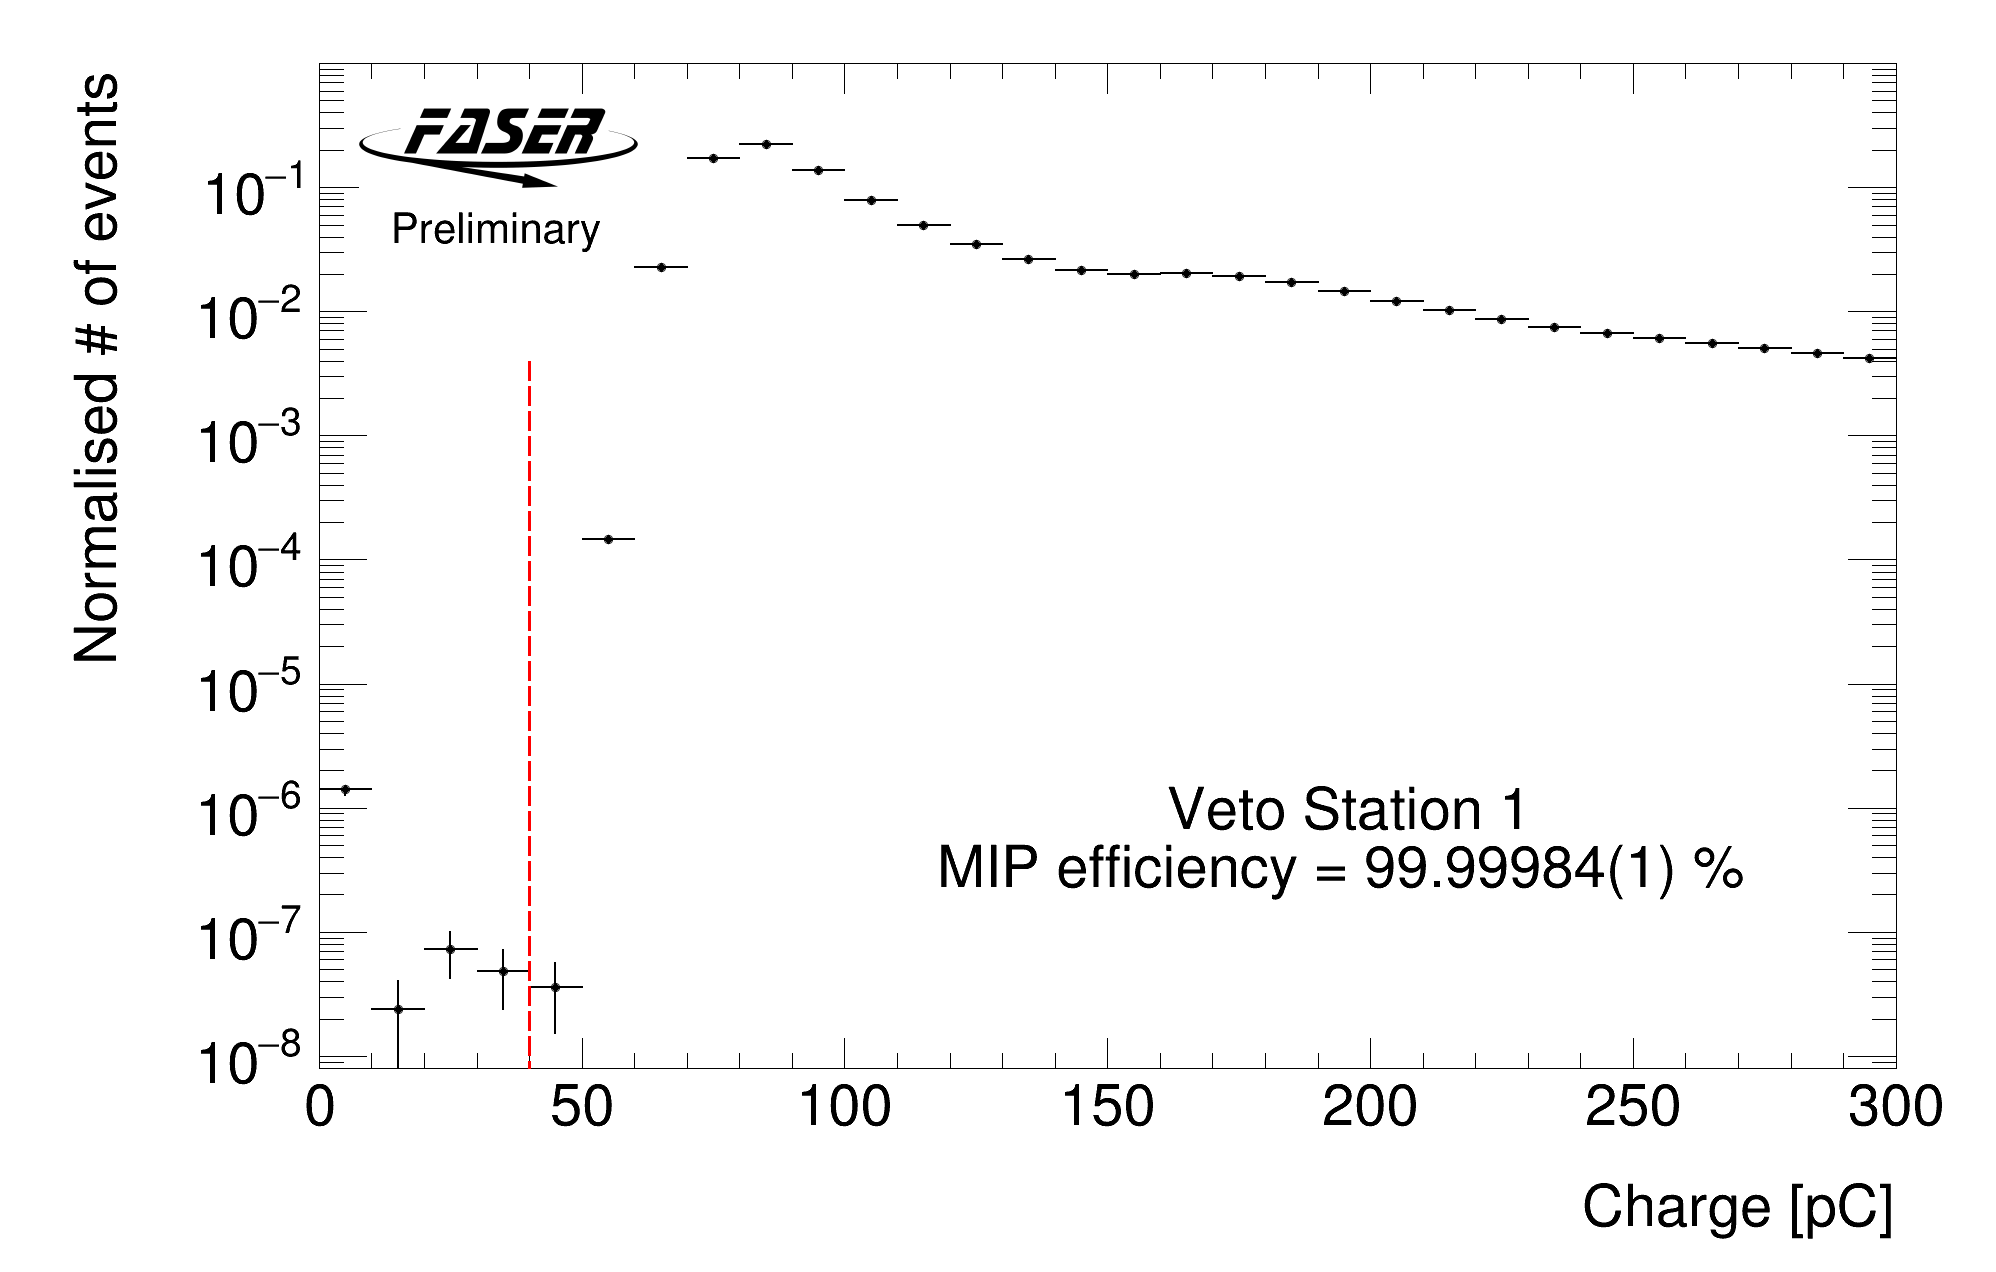 Normalised # of events
FASER
Preliminary
10⁻¹
10⁻²
10⁻³
10⁻⁴
10⁻⁵
10⁻⁶
10⁻⁷
10⁻⁸
Veto Station 1
MIP efficiency = 99.99984(1) %
0 50 100 150 200 250 300
Charge [pC]